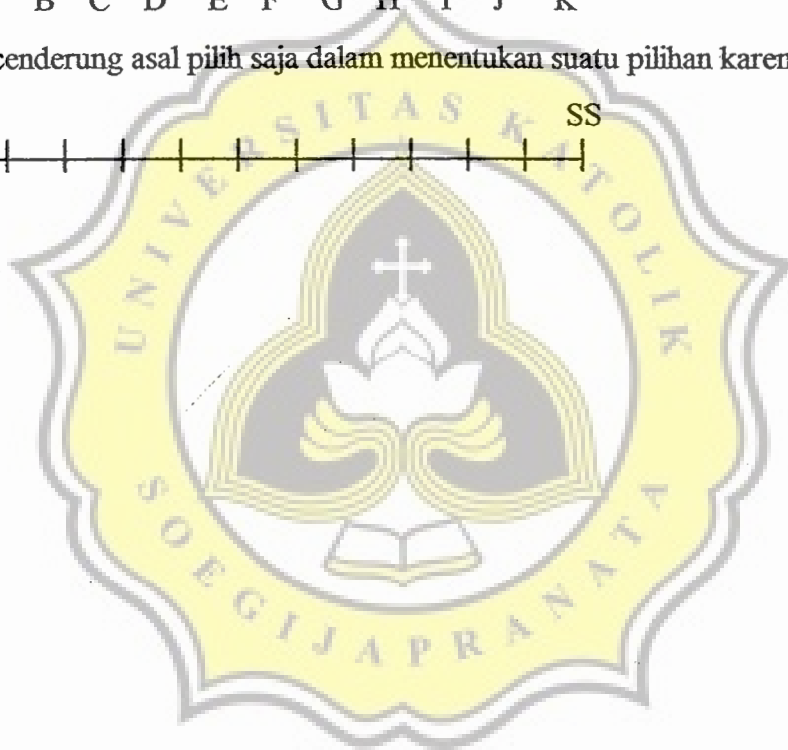 B C D E F G H I J K
cenderung asal pilih saja dalam menentukan suatu pilihan karen
SS
UNIVERSITAS KATOLIK
SOEGIJAPRANATA